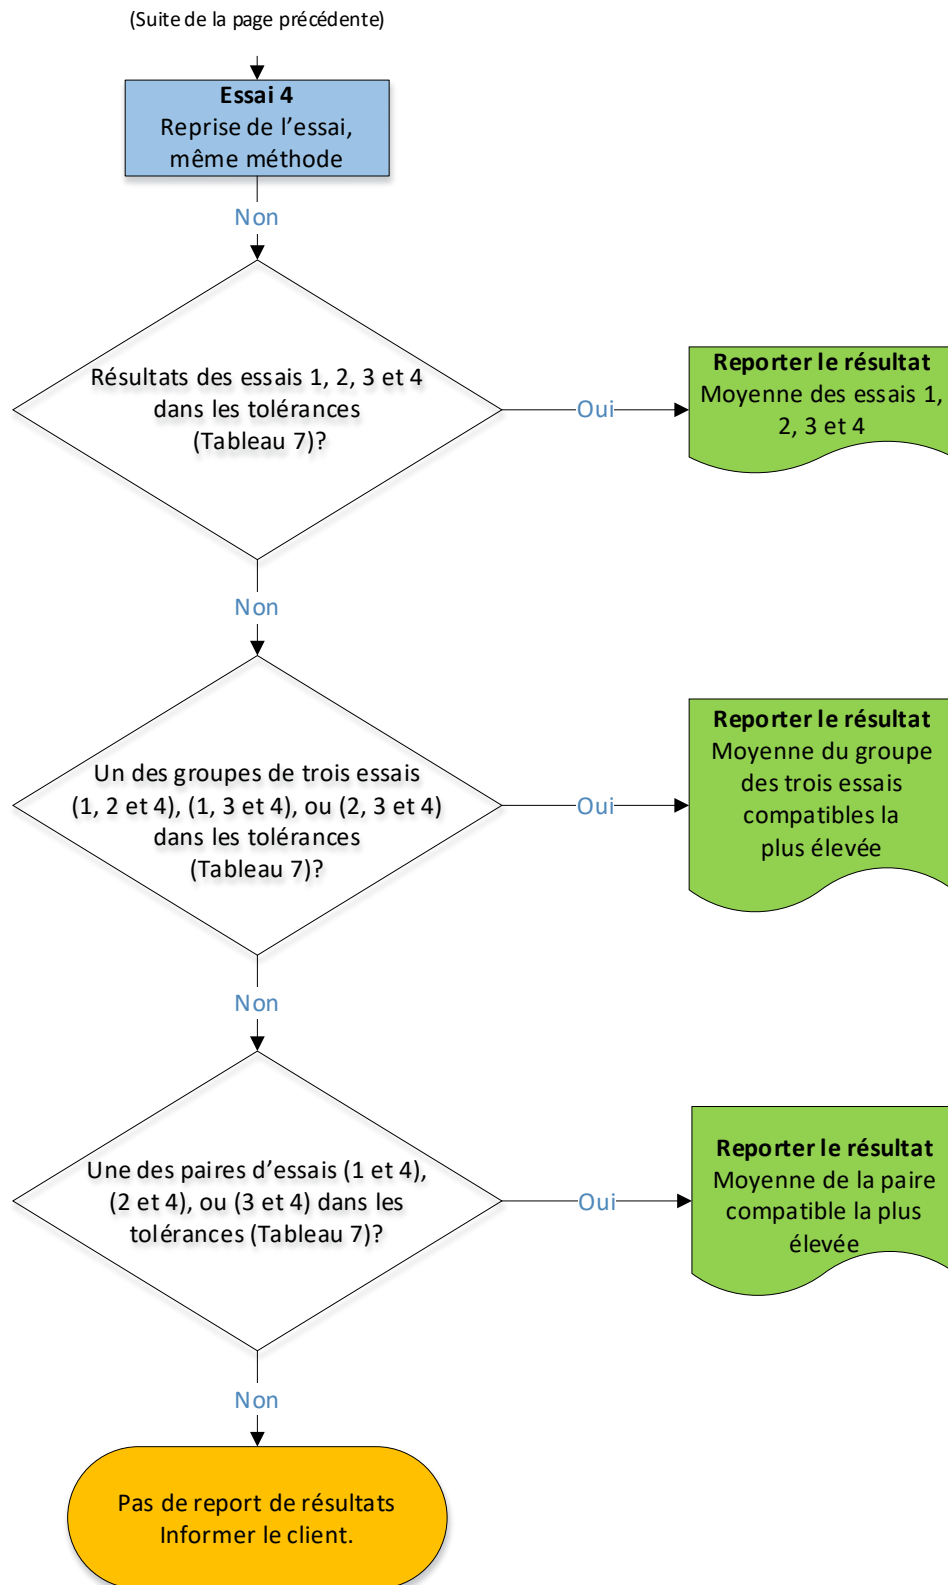 (Suite de la page précédente)
Essai 4
Reprise de l’essai,
même méthode
Non
Résultats des essais 1, 2, 3 et 4
dans les tolérances
(Tableau 7)?
Oui
Reporter le résultat
Moyenne des essais 1,
2, 3 et 4
Non
Un des groupes de trois essais
(1, 2 et 4), (1, 3 et 4), ou (2, 3 et 4)
dans les tolérances
(Tableau 7)?
Oui
Reporter le résultat
Moyenne du groupe
des trois essais
compatibles la
plus élevée
Non
Une des paires d’essais (1 et 4),
(2 et 4), ou (3 et 4) dans les
tolérances (Tableau 7)?
Oui
Reporter le résultat
Moyenne de la paire
compatible la plus
élevée
Non
Pas de report de résultats
Informer le client.